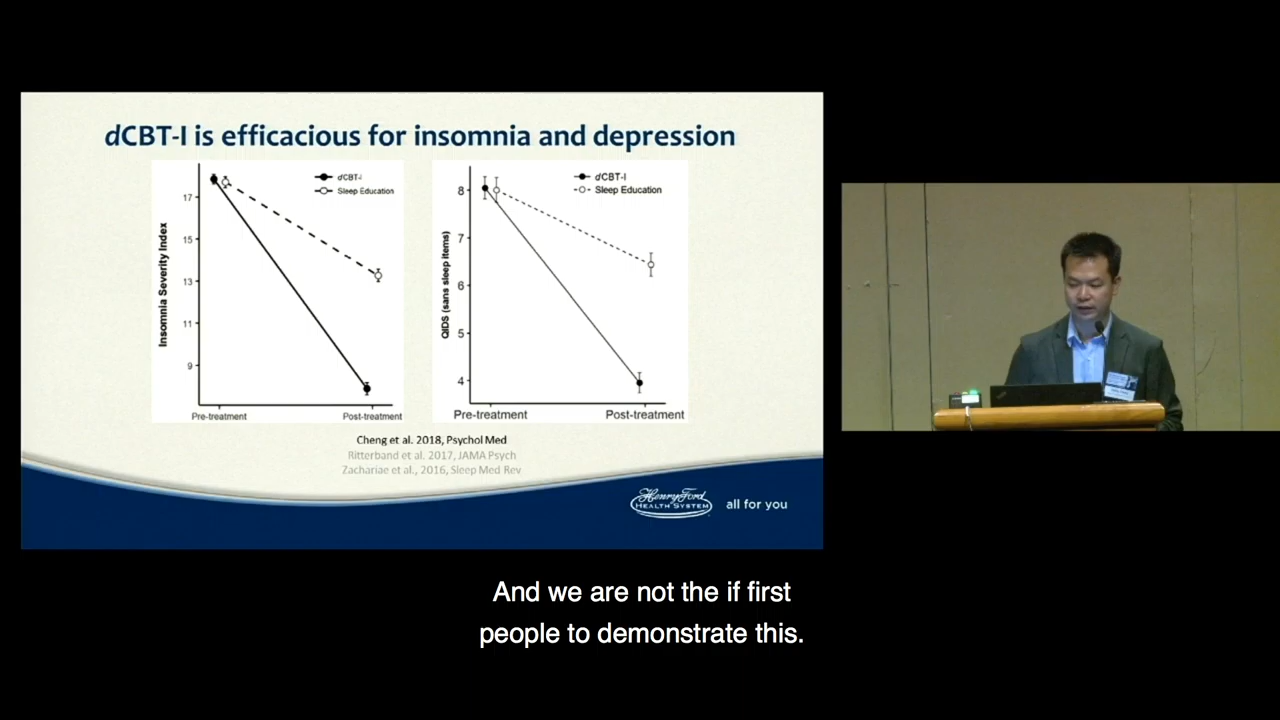 dCBT-I is efficacious for insomnia and depression
Insomnia Severity Index
17
15
13
11
9
dCBT-I
Sleep Education
Pre-treatment
Post-treatment
QIDS (sans sleep items)
8
7
6
5
4
dCBT-I
Sleep Education
Pre-treatment
Post-treatment
Cheng et al. 2018, Psychol Med
Ritterband et al. 2017, JAMA Psych
Zachariae et al., 2016, Sleep Med Rev
Henry Ford
HEALTH SYSTEM
all for you
And we are not the if first
people to demonstrate this.